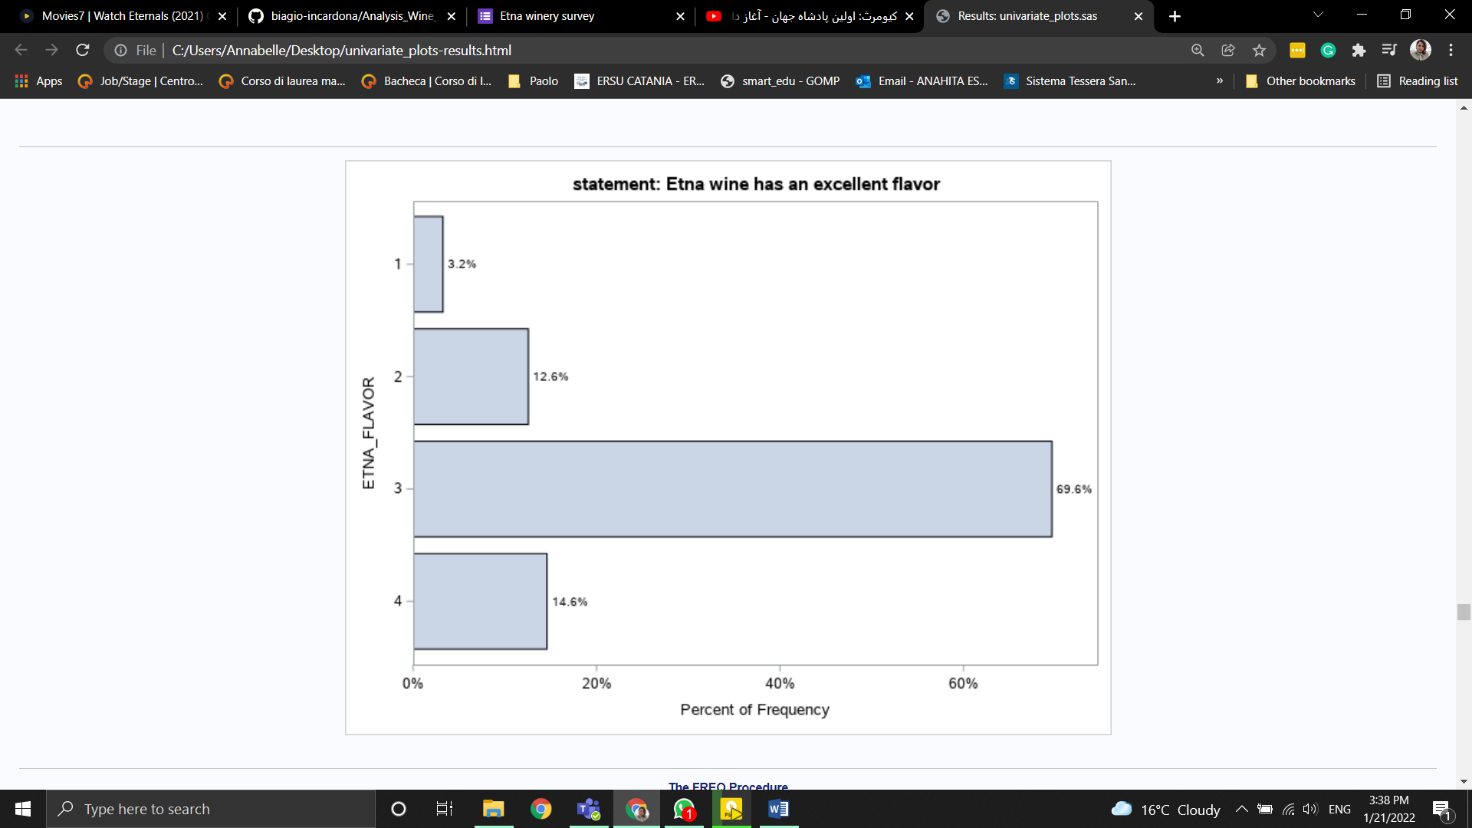 Movies7 | Watch Eternals (2021)
biagio-incardona/Analysis_Wine_
Etna winery survey
کیومرث: اولین پادشاه جهان - آغاز دا
Results: univariate_plots.sas
File | C:/Users/Annabelle/Desktop/univariate_plots-results.html
Apps
Job/Stage | Centro...
Corso di laurea ma...
Bacheca | Corso di l...
Paolo
ERSU CATANIA - ER...
smart_edu - GOMP
Email - ANAHITA ES...
Sistema Tessera San...
»
Other bookmarks
Reading list
statement: Etna wine has an excellent flavor
ETNA_FLAVOR
1
3.2%
2
12.6%
3
69.6%
4
14.6%
0% 20% 40% 60%
Percent of Frequency
The FREQ Procedure
Type here to search
1
16°C Cloudy
ENG
3:38 PM
1/21/2022
1